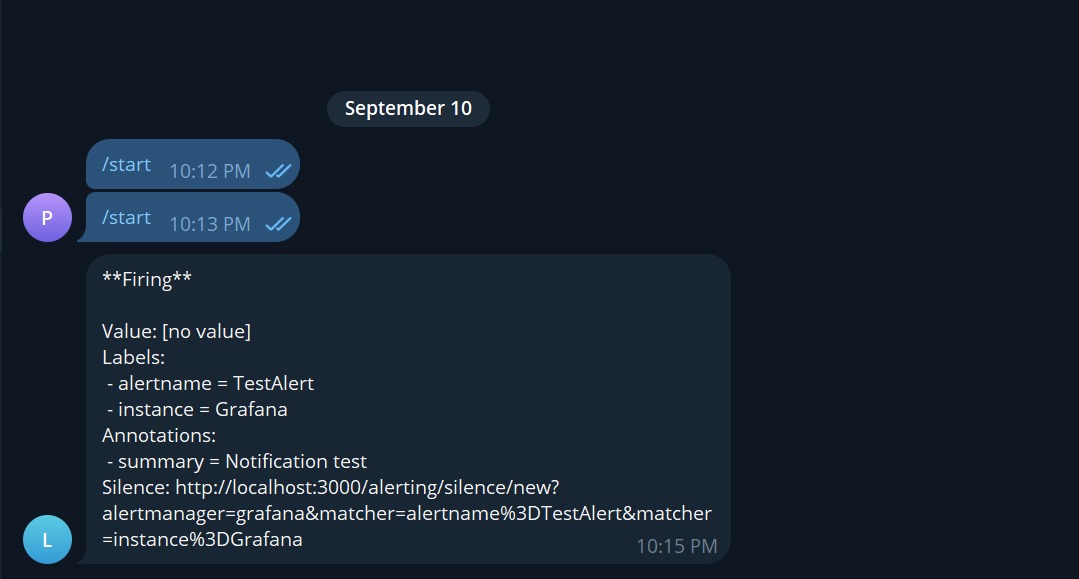 September 10
/start 10:12 PM
P
/start 10:13 PM
**Firing**
Value: [no value]
Labels:
- alertname = TestAlert
- instance = Grafana
Annotations:
- summary = Notification test
Silence: http://localhost:3000/alerting/silence/new?
alertmanager=grafana&matcher=alertname%3DTestAlert&matcher
=instance%3DGrafana
L
10:15 PM